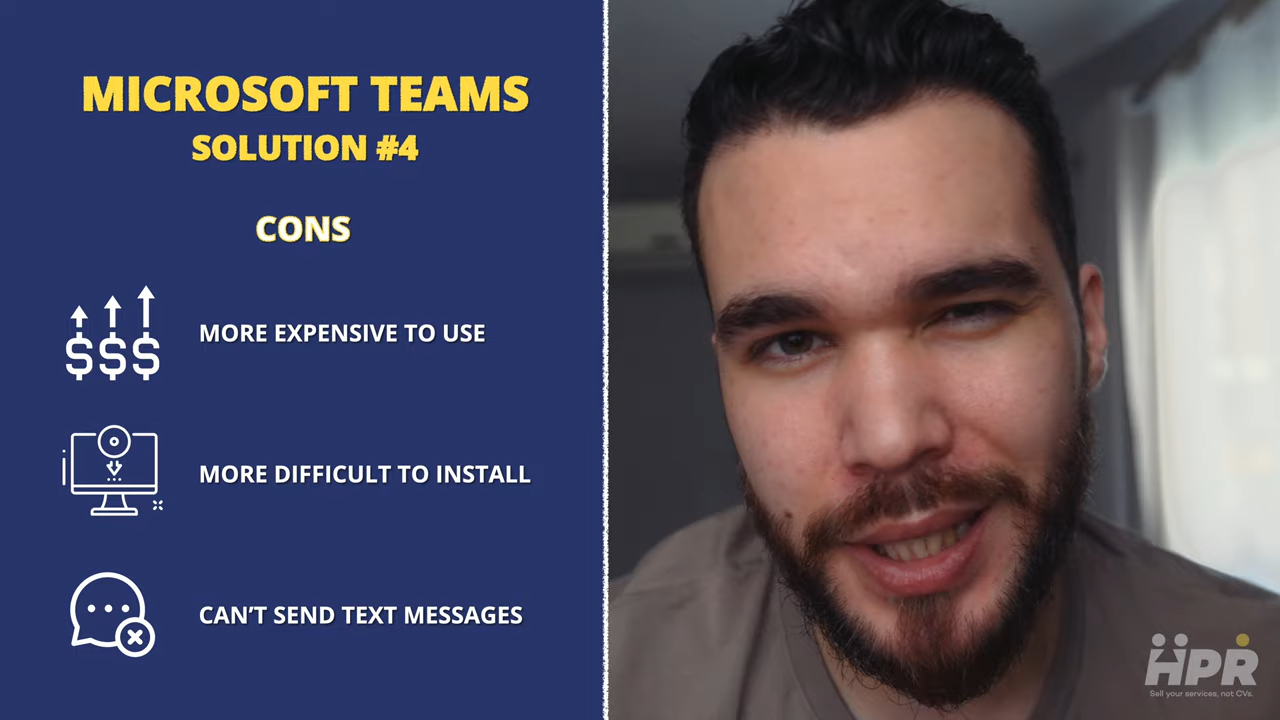 MICROSOFT TEAMS
SOLUTION #4
CONS
$$$
MORE EXPENSIVE TO USE
MORE DIFFICULT TO INSTALL
CAN'T SEND TEXT MESSAGES
HPR
Sell your services, not CVs.